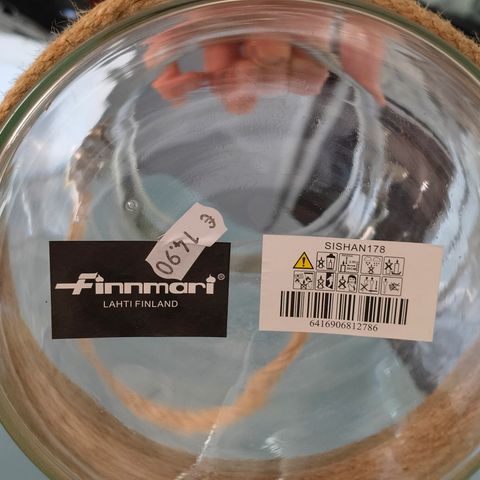 € 14,90
Finnmari®
LAHTI FINLAND
SISHAN178
6416906812786